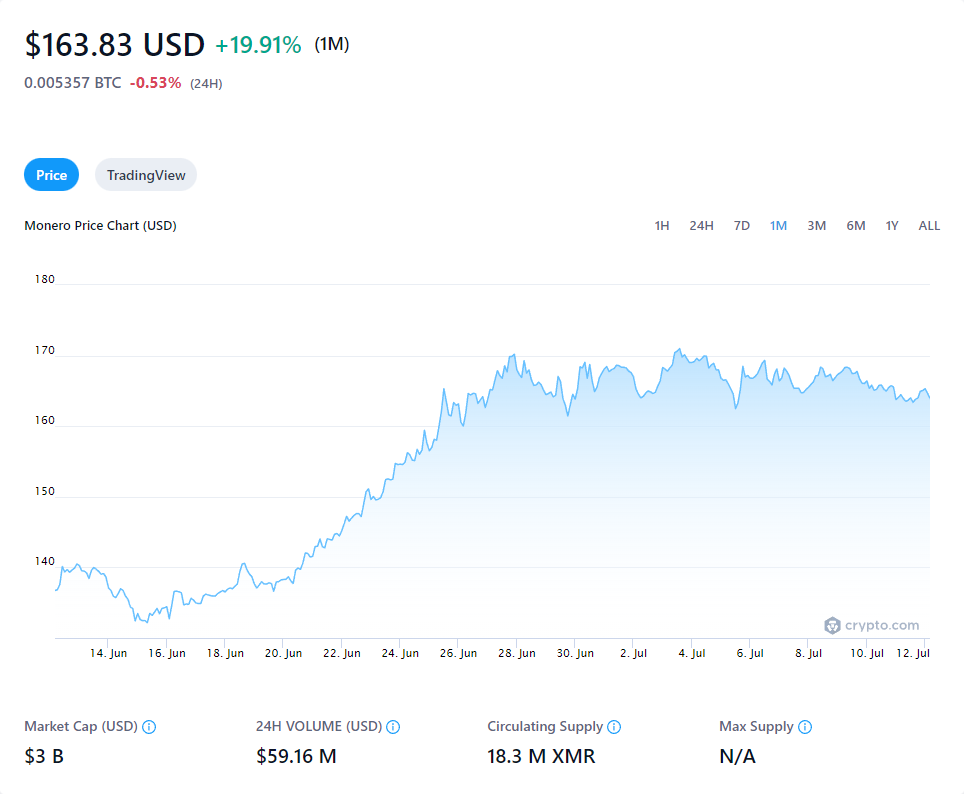 $163.83 USD +19.91% (1M)
0.005357 BTC -0.53% (24H)
Price TradingView
Monero Price Chart (USD) 1H 24H 7D 1M 3M 6M 1Y ALL
180
170
160
150
140
crypto.com
14. Jun 16. Jun 18. Jun 20. Jun 22. Jun 24. Jun 26. Jun 28. Jun 30. Jun 2. Jul 4. Jul 6. Jul 8. Jul 10. Jul 12. Jul
Market Cap (USD) 24H VOLUME (USD) Circulating Supply Max Supply
$3 B $59.16 M 18.3 M XMR N/A